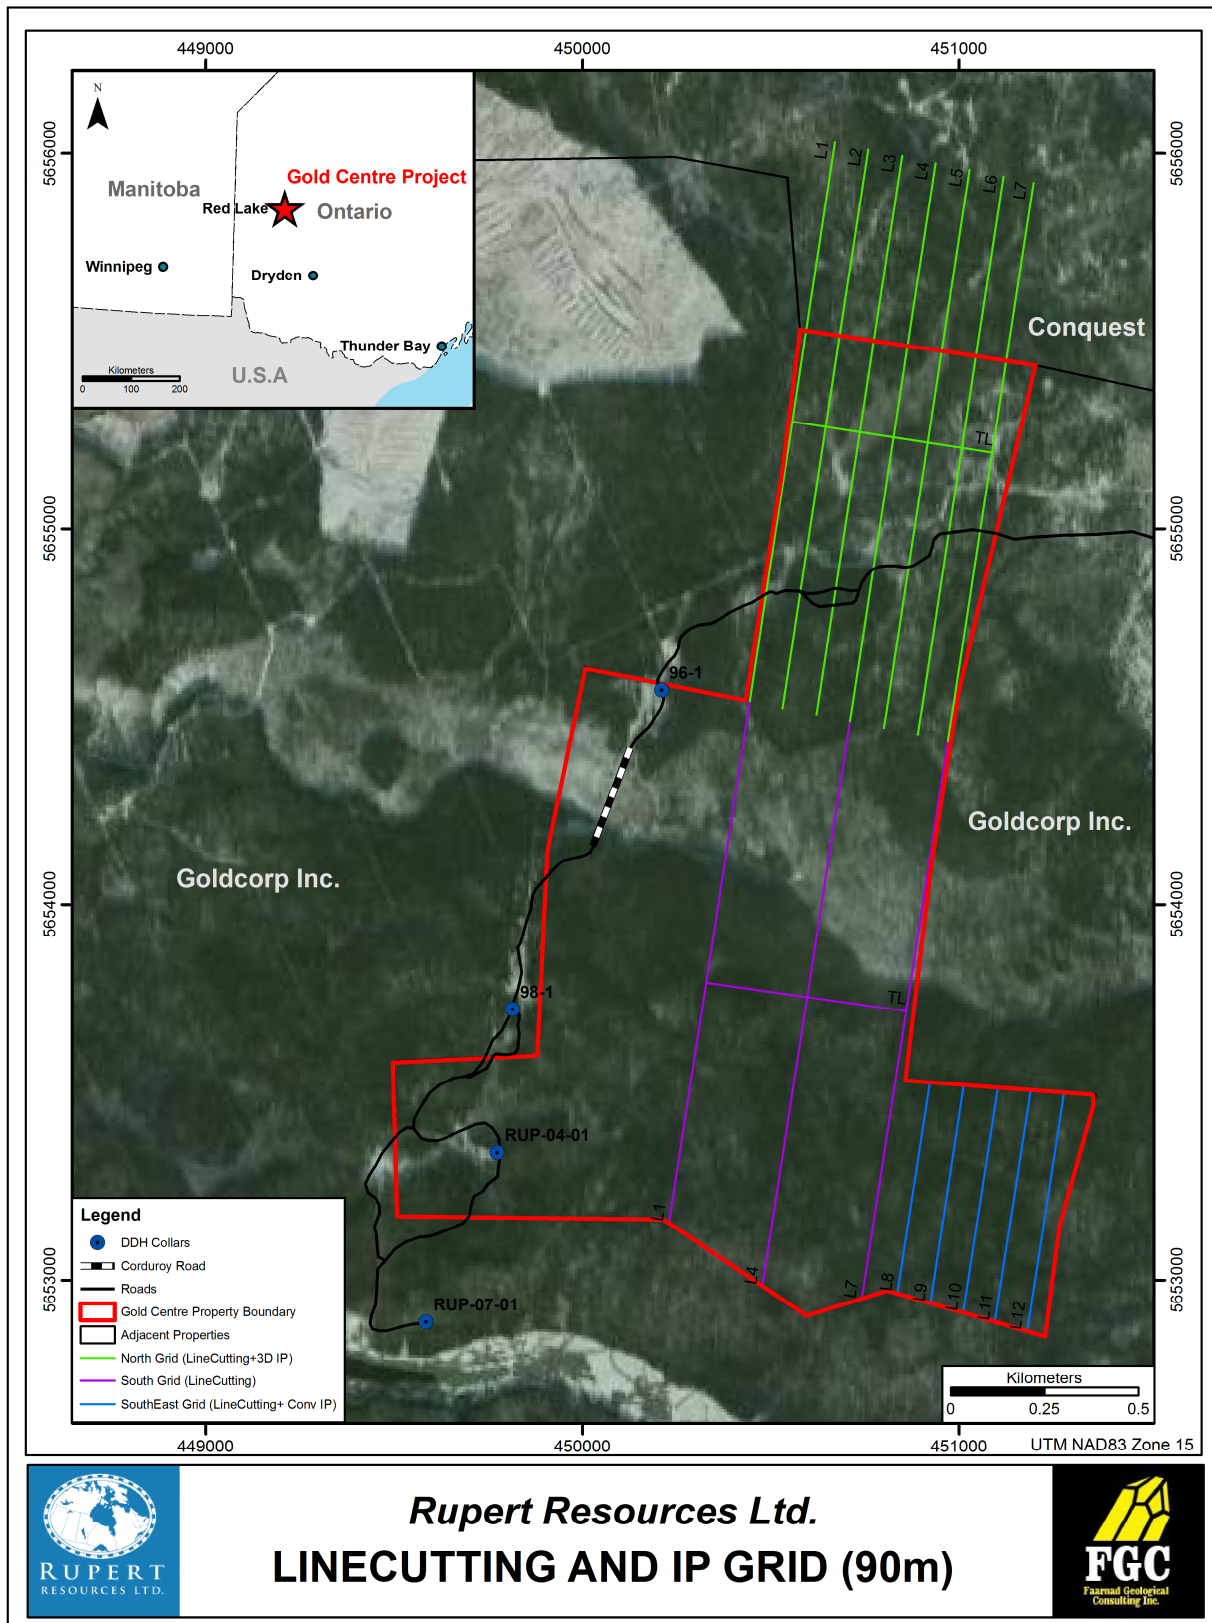 449000
450000
451000
5656000
5655000
5654000
5653000
5656000
5655000
5654000
5653000
N
Manitoba
Gold Centre Project
Red Lake
Ontario
Winnipeg
Dryden
Thunder Bay
U.S.A
Kilometers
0 100 200
L1
L2
L3
L4
L5
L6
L7
Conquest
TL
96-1
Goldcorp Inc.
Goldcorp Inc.
98-1
TL
RUP-04-01
L1
L4
L7
L8
L9
L10
L11
L12
RUP-07-01
Legend
DDH Collars
Corduroy Road
Roads
Gold Centre Property Boundary
Adjacent Properties
North Grid (LineCutting+3D IP)
South Grid (LineCutting)
SouthEast Grid (LineCutting+ Conv IP)
Kilometers
0 0.25 0.5
449000
450000
451000
UTM NAD83 Zone 15
RUPERT
RESOURCES LTD.
Rupert Resources Ltd.
LINECUTTING AND IP GRID (90m)
FGC
Faarnad Geological
Consulting Inc.